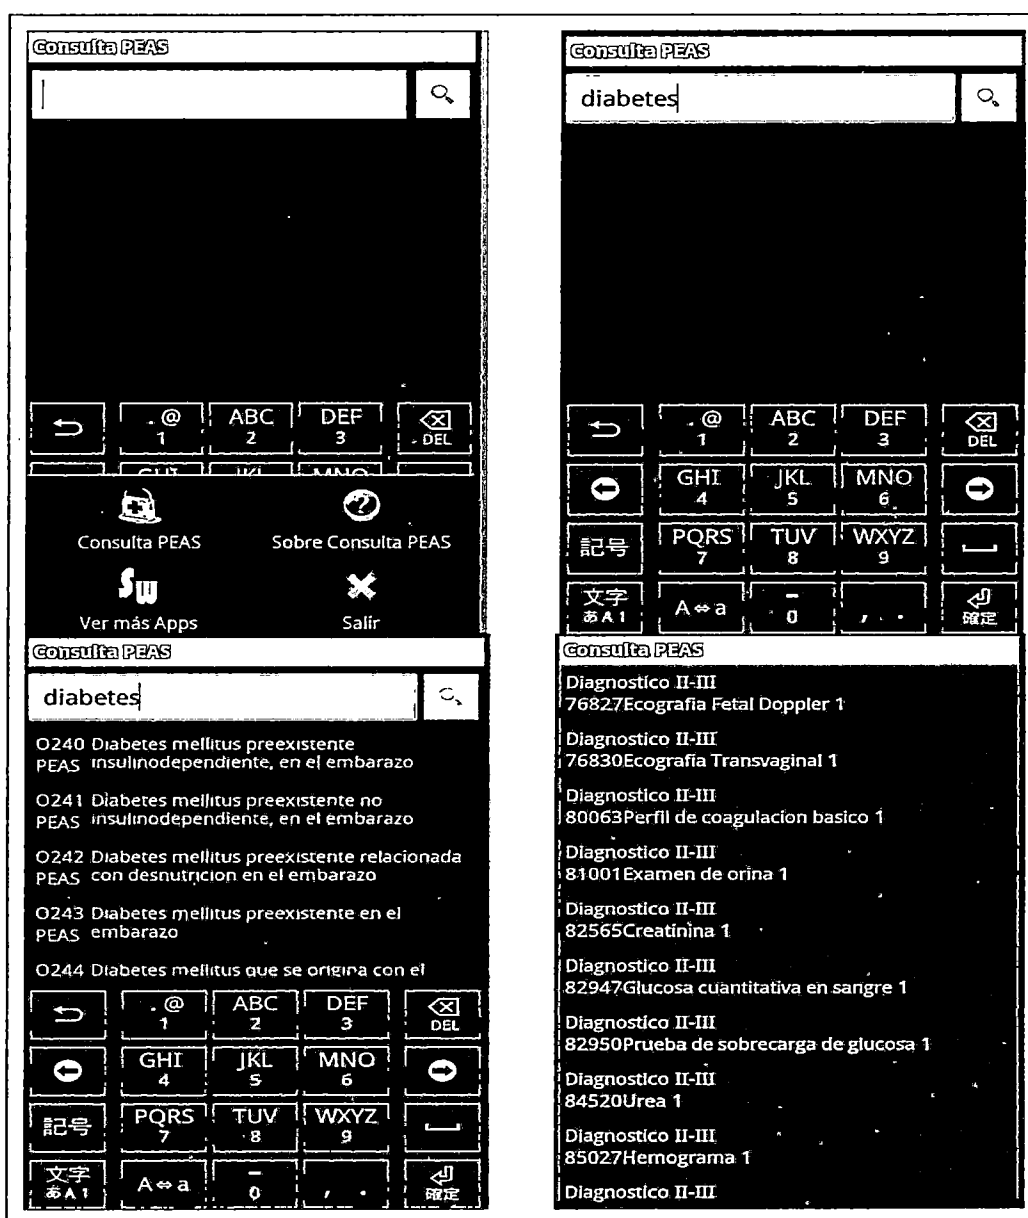 Consulta PEAS
.@
1
ABC
2
DEF
3
DEL
GHI
JKL
MNO
Consulta PEAS
Sobre Consulta PEAS
Sw
Ver más Apps
Salir
Consulta PEAS
diabetes
.@
1
ABC
2
DEF
3
DEL
GHI
4
JKL
5
MNO
6
記号
PQRS
7
TUV
8
WXYZ
9
文字
あA1
A⇔a
0
, .
確定
Consulta PEAS
diabetes
O240 Diabetes mellitus preexistente
PEAS insulinodependiente, en el embarazo
O241 Diabetes mellitus preexistente no
PEAS insulinodependiente, en el embarazo
O242 Diabetes mellitus preexistente relacionada
PEAS con desnutricion en el embarazo
O243 Diabetes mellitus preexistente en el
PEAS embarazo
O244 Diabetes mellitus que se origina con el
.@
1
ABC
2
DEF
3
DEL
GHI
4
JKL
5
MNO
6
記号
PQRS
7
TUV
8
WXYZ
9
文字
あA1
A⇔a
0
, .
確定
Consulta PEAS
Diagnostico II-III
76827Ecografia Fetal Doppler 1
Diagnostico II-III
76830Ecografia Transvaginal 1
Diagnostico II-III
80063Perfil de coagulacion basico 1
Diagnostico II-III
81001Examen de orina 1
Diagnostico II-III
82565Creatinina 1
Diagnostico II-III
82947Glucosa cuantitativa en sangre 1
Diagnostico II-III
82950Prueba de sobrecarga de glucosa 1
Diagnostico II-III
84520Urea 1
Diagnostico II-III
85027Hemograma 1
Diagnostico II-III